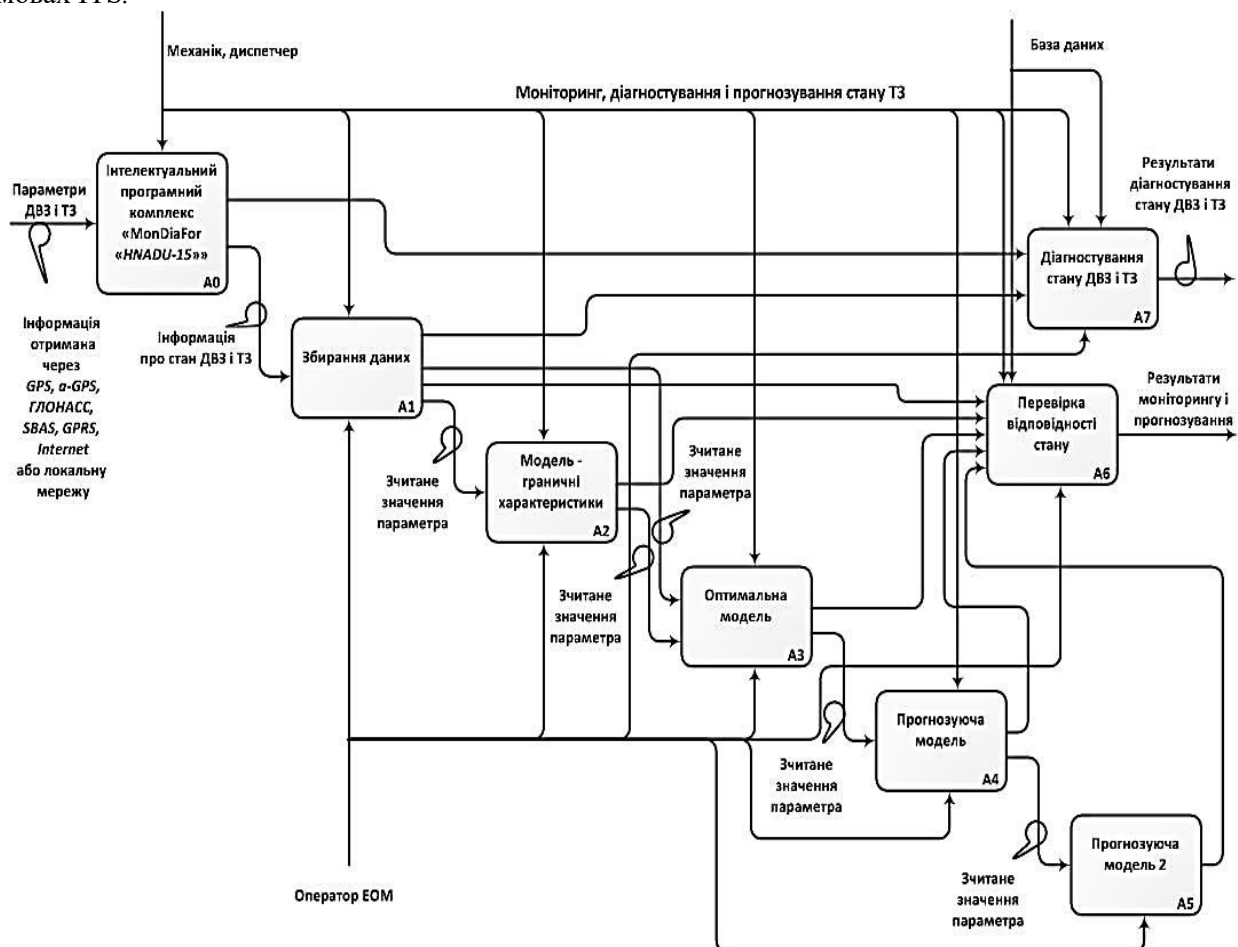 мовах ITS.
Механік, диспетчер
База даних
Моніторинг, діагностування і прогнозування стану ТЗ
Параметри
ДВЗ і ТЗ
Інтелектуальний
програмний
комплекс
«MonDiaFor
«HNADU-15»»
A0
Результати
діагностування
стану ДВЗ і ТЗ
Діагностування
стану ДВЗ і ТЗ
A7
Інформація
отримана
через
GPS, a-GPS,
ГЛОНАСС,
SBAS, GPRS,
Internet
або локальну
мережу
Інформація
про стан ДВЗ і ТЗ
Збирання даних
A1
Результати
моніторингу і
прогнозування
Перевірка
відповідності
стану
A6
Зчитане
значення
параметра
Модель -
граничні
характеристики
A2
Зчитане
значення
параметра
Зчитане
значення
параметра
Оптимальна
модель
A3
Зчитане
значення
параметра
Прогнозуюча
модель
A4
Зчитане
значення
параметра
Прогнозуюча
модель 2
A5
Оператор ЕОМ